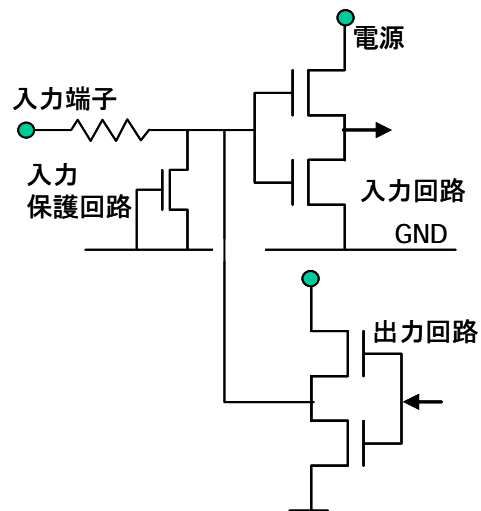 電源
入力端子
入力
保護回路
入力回路
GND
出力回路